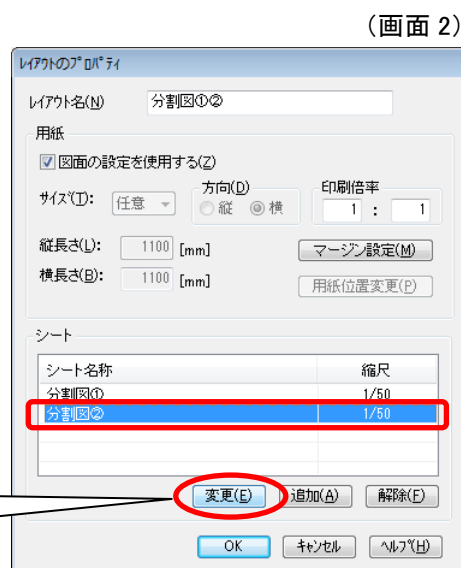 (画面 2)
ﾚｲｱｳﾄのﾌﾟﾛﾊﾟﾃｨ
ﾚｲｱｳﾄ名(N) 分割図①②
用紙
図面の設定を使用する(Z)
ｻｲｽﾞ(T): 任意 方向(D) 縦 横 印刷倍率 1 : 1
縦長さ(L): 1100 [mm] マージン設定(M)
横長さ(B): 1100 [mm] 用紙位置変更(P)
シート
シート名称 縮尺
分割図① 1/50
分割図② 1/50
変更(E) 追加(A) 解除(F)
OK ｷｬﾝｾﾙ ﾍﾙﾌﾟ(H)